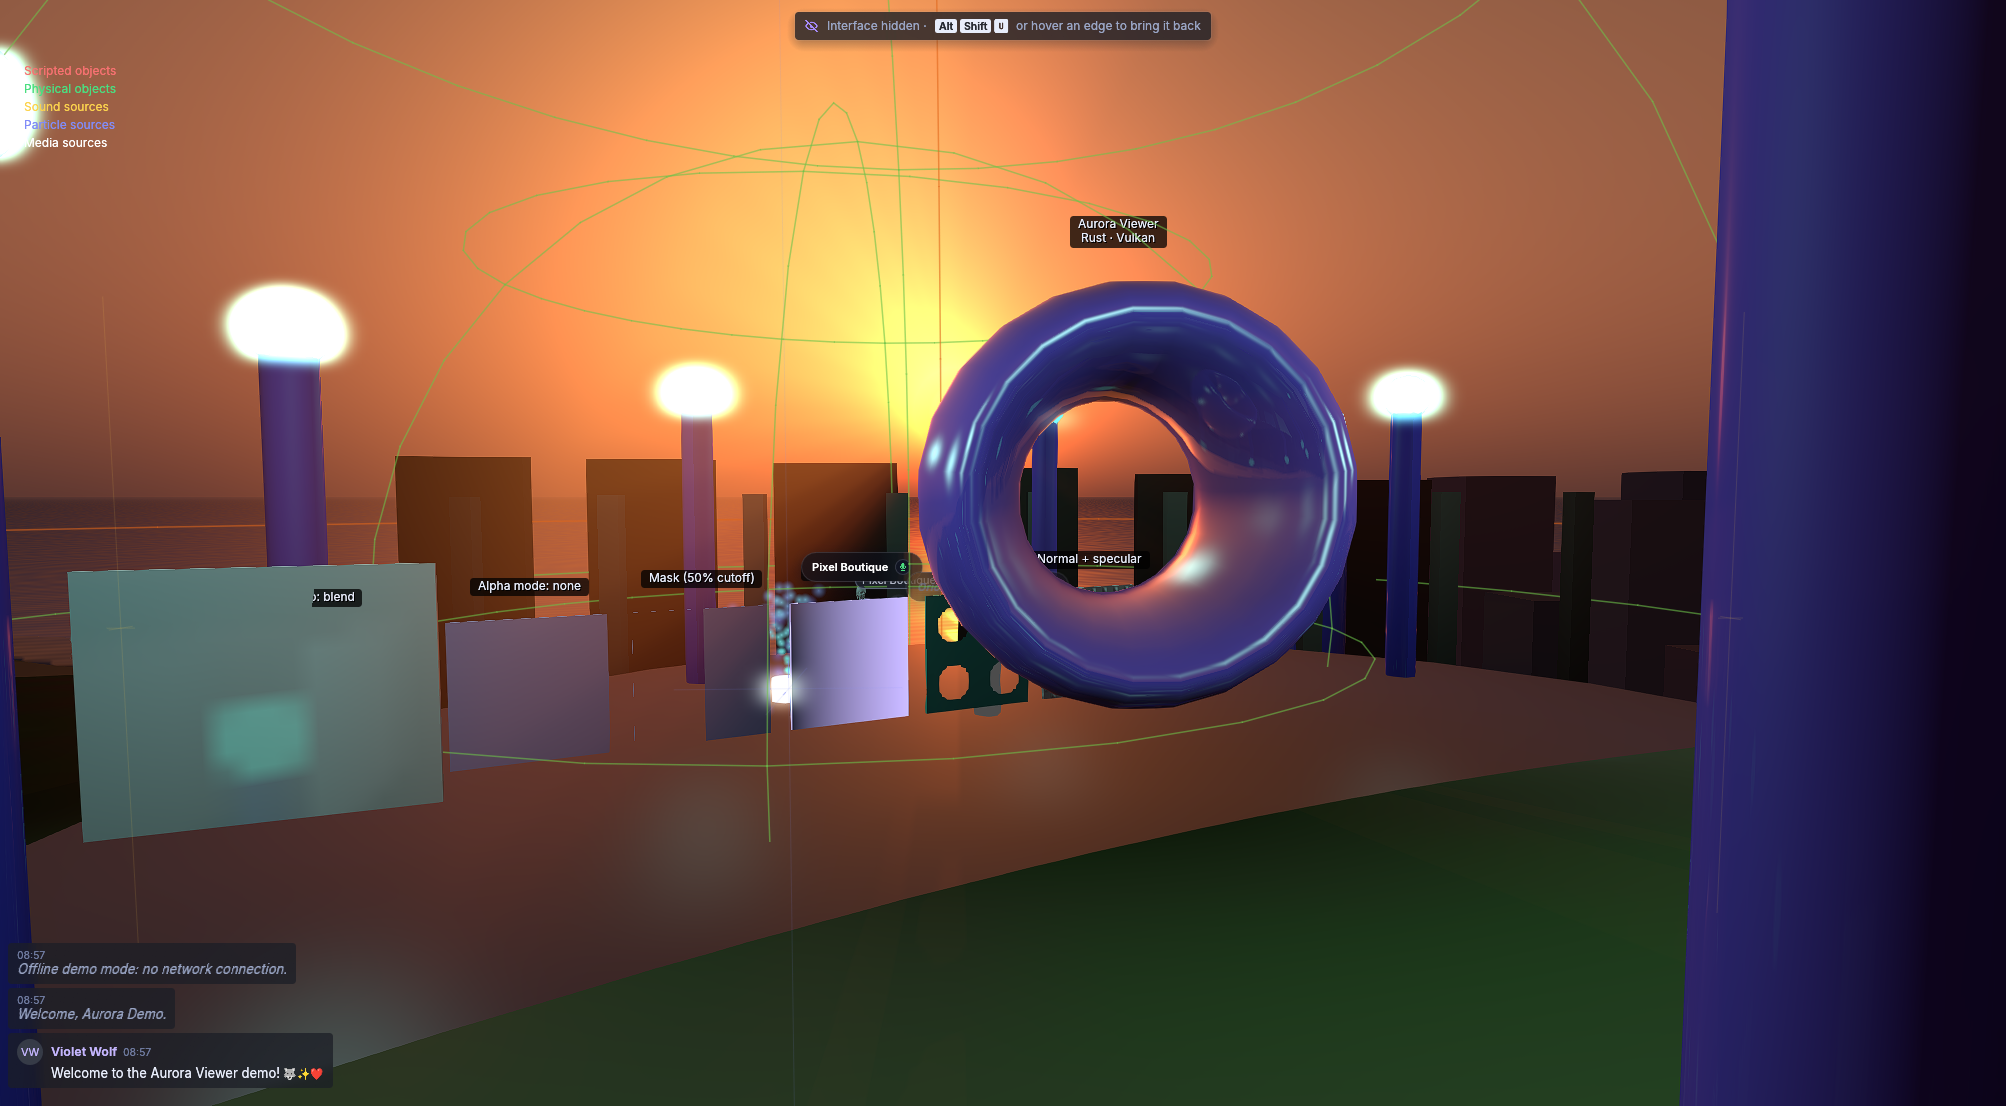 Interface hidden · Alt Shift U or hover an edge to bring it back
Scripted objects
Physical objects
Sound sources
Particle sources
Media sources
Aurora Viewer
Rust · Vulkan
Normal + specular
Pixel Boutique
Mask (50% cutoff)
Alpha mode: none
: blend
08:57
Offline demo mode: no network connection.
08:57
Welcome, Aurora Demo.
VW Violet Wolf 08:57
Welcome to the Aurora Viewer demo! 🐺✨❤️